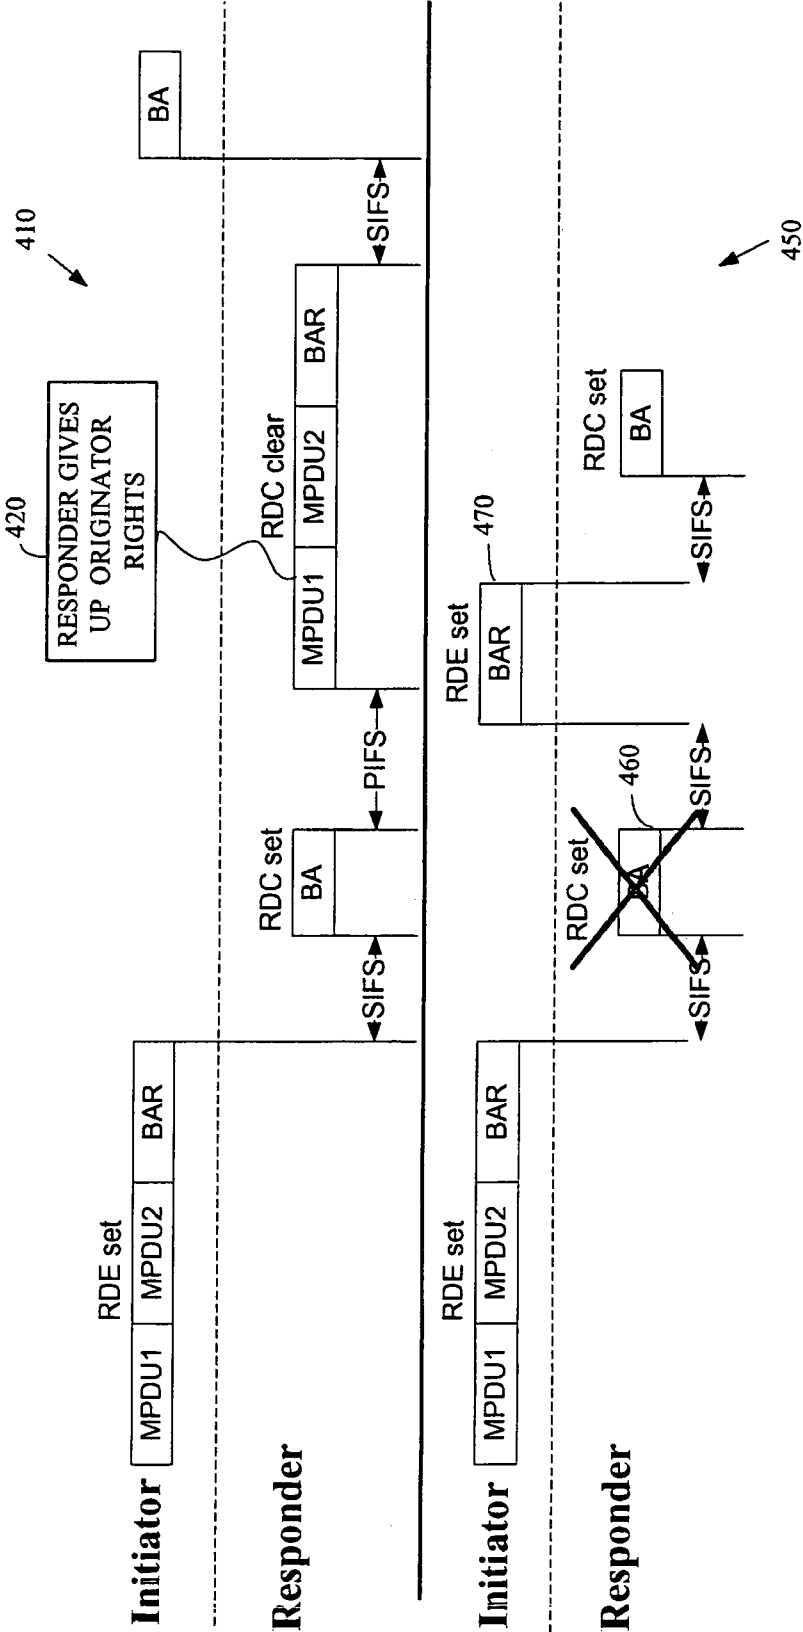 410
420
RESPONDER GIVES
UP ORIGINATOR
RIGHTS
Initiator
RDE set
MPDU1 MPDU2 BAR
BA
Responder
RDC set
BA
RDC clear
MPDU1 MPDU2 BAR
SIFS
PIFS
SIFS
Initiator
RDE set
MPDU1 MPDU2 BAR
RDE set
BAR
470
Responder
RDC set
BA
460
RDC set
BA
SIFS
SIFS
SIFS
450